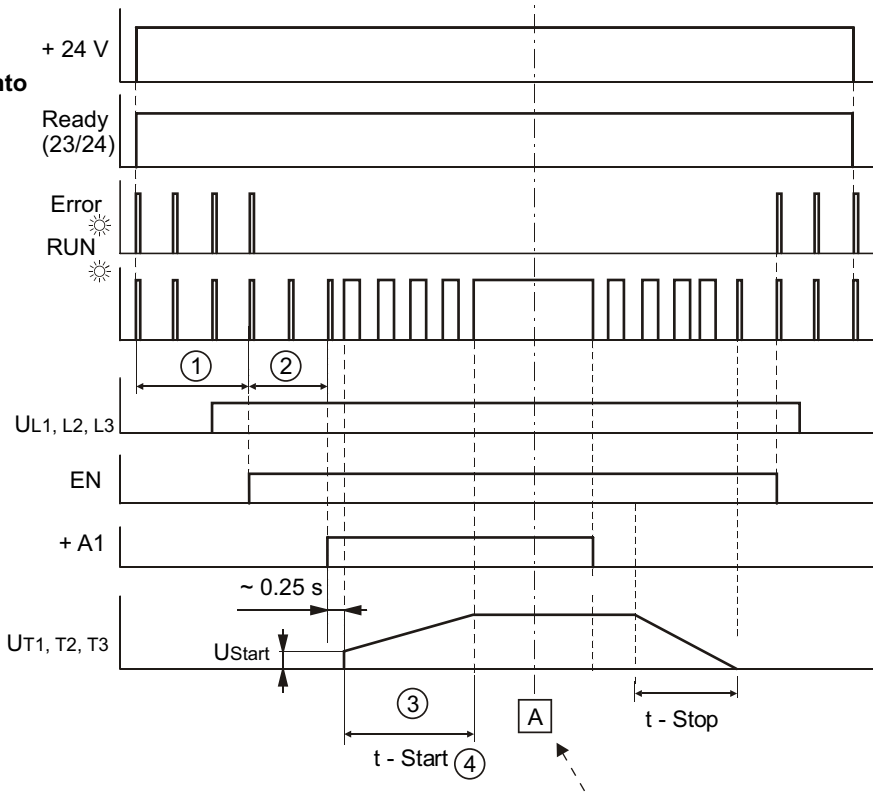 + 24 V
nto
Ready
(23/24)
Error
RUN
1
2
UL1, L2, L3
EN
+ A1
~ 0.25 s
UT1, T2, T3
UStart
3
A
t - Stop
t - Start 4